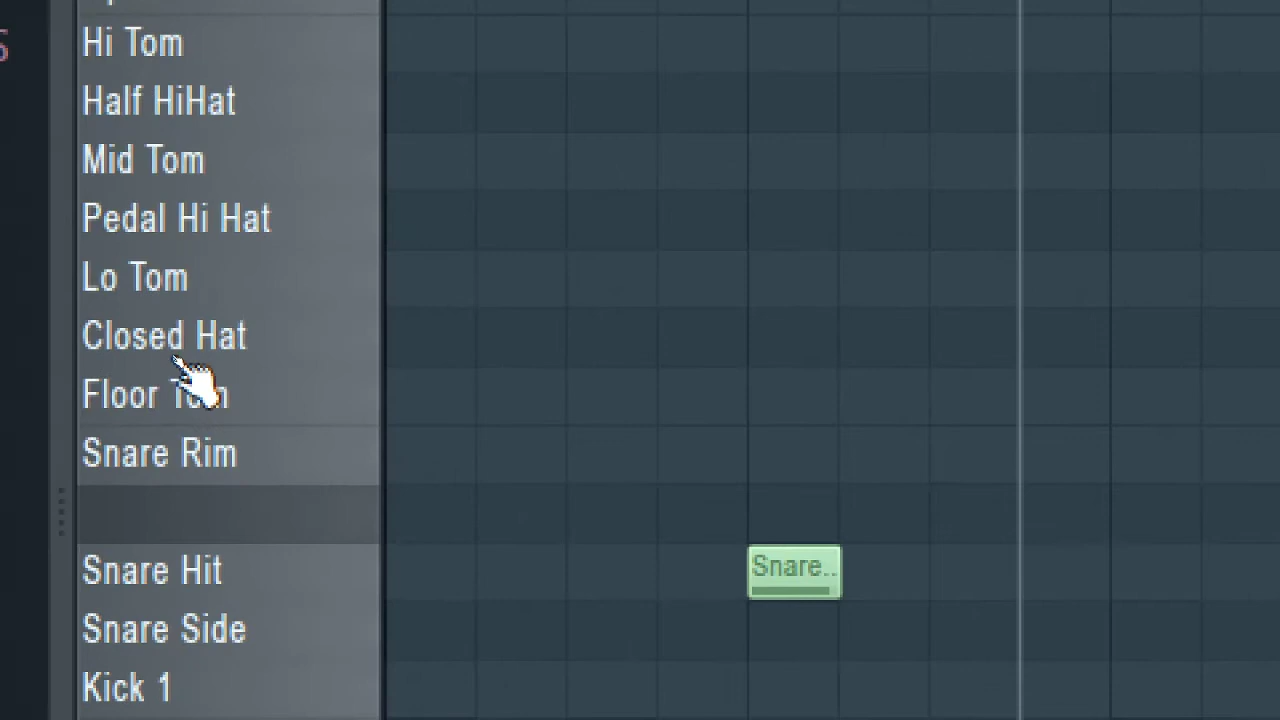 Hi Tom
Half HiHat
Mid Tom
Pedal Hi Hat
Lo Tom
Closed Hat
Floor Tom
Snare Rim
Snare Hit
Snare..
Snare Side
Kick 1